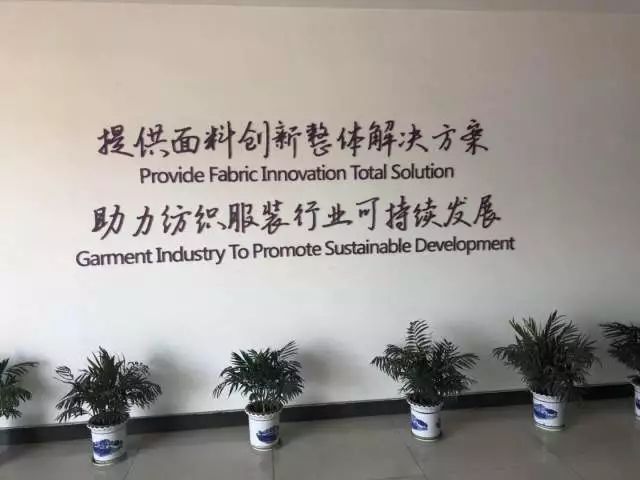 提供面料创新整体解决方案
Provide Fabric Innovation Total Solution
助力纺织服装行业可持续发展
Garment Industry To Promote Sustainable Development